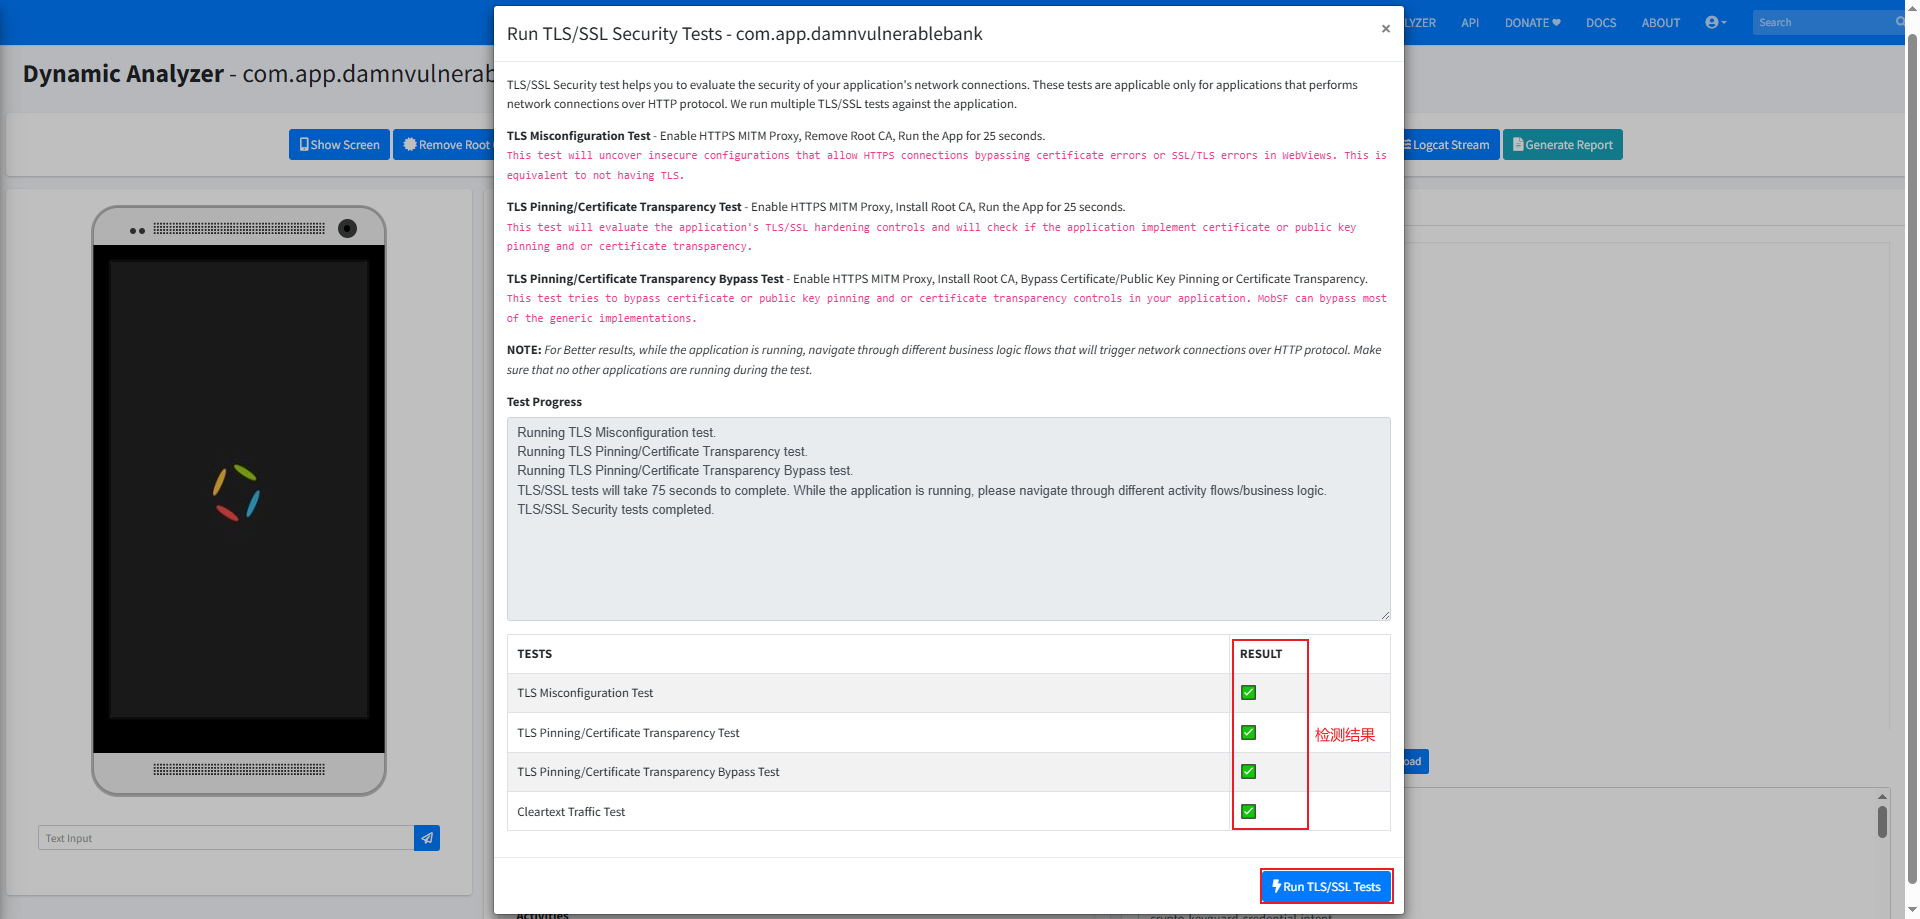 Run TLS/SSL Security Tests - com.app.damnvulnerablebank
×
LYZER API DONATE ❤ DOCS ABOUT
Search
Dynamic Analyzer - com.app.damnvulnerab
Show Screen
Remove Root
Logcat Stream
Generate Report
TLS/SSL Security test helps you to evaluate the security of your application's network connections. These tests are applicable only for applications that performs
network connections over HTTP protocol. We run multiple TLS/SSL tests against the application.
TLS Misconfiguration Test - Enable HTTPS MITM Proxy, Remove Root CA, Run the App for 25 seconds.
This test will uncover insecure configurations that allow HTTPS connections bypassing certificate errors or SSL/TLS errors in WebViews. This is
equivalent to not having TLS.
TLS Pinning/Certificate Transparency Test - Enable HTTPS MITM Proxy, Install Root CA, Run the App for 25 seconds.
This test will evaluate the application's TLS/SSL hardening controls and will check if the application implement certificate or public key
pinning and or certificate transparency.
TLS Pinning/Certificate Transparency Bypass Test - Enable HTTPS MITM Proxy, Install Root CA, Bypass Certificate/Public Key Pinning or Certificate Transparency.
This test tries to bypass certificate or public key pinning and or certificate transparency controls in your application. MobSF can bypass most
of the generic implementations.
NOTE: For Better results, while the application is running, navigate through different business logic flows that will trigger network connections over HTTP protocol. Make
sure that no other applications are running during the test.
Test Progress
Running TLS Misconfiguration test.
Running TLS Pinning/Certificate Transparency test.
Running TLS Pinning/Certificate Transparency Bypass test.
TLS/SSL tests will take 75 seconds to complete. While the application is running, please navigate through different activity flows/business logic.
TLS/SSL Security tests completed.
TESTS RESULT
TLS Misconfiguration Test ✅
TLS Pinning/Certificate Transparency Test ✅ 检测结果
TLS Pinning/Certificate Transparency Bypass Test ✅
Cleartext Traffic Test ✅
oad
Text Input
Run TLS/SSL Tests
Activities